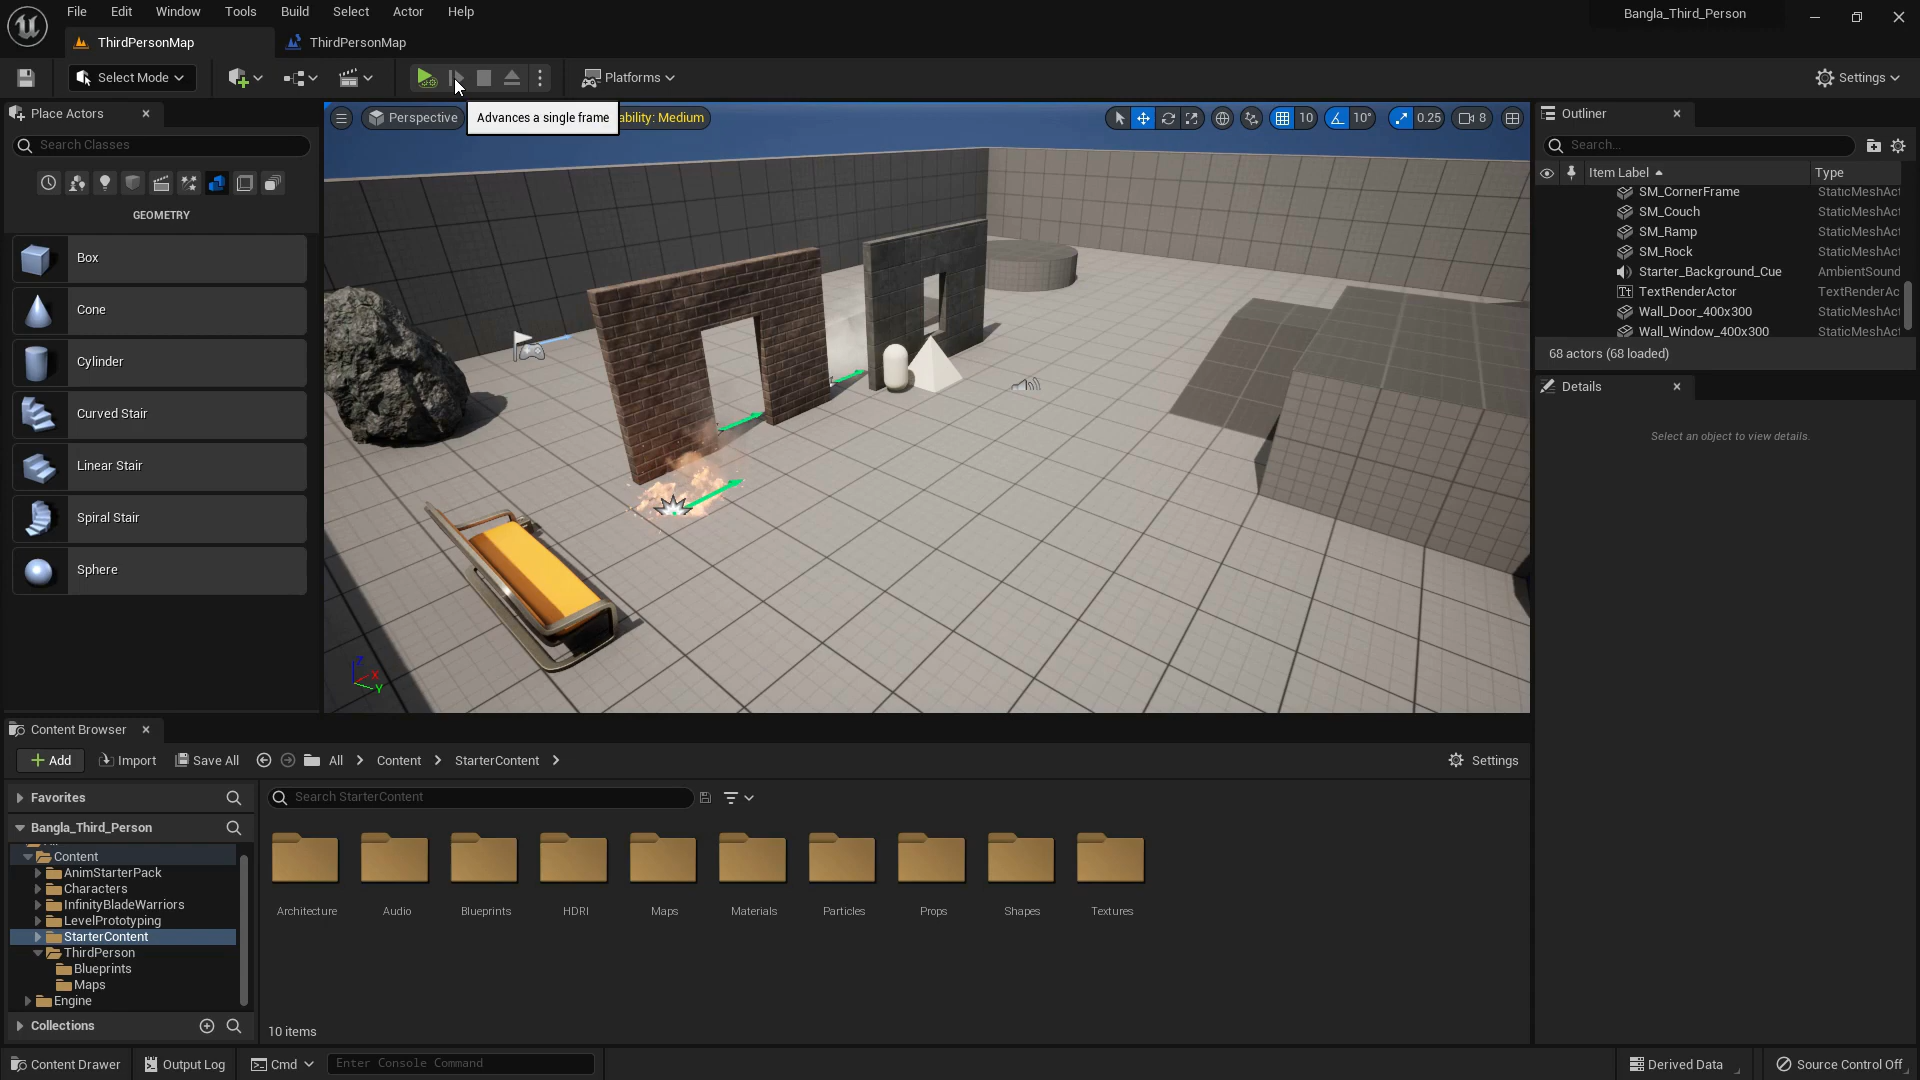 File Edit View Window Tools Build Select Actor Help
Bangla_Third_Person
ThirdPersonMap
ThirdPersonMap
Select Mode
Platforms
Settings
Place Actors
Search Classes
GEOMETRY
Box
Cone
Cylinder
Curved Stair
Linear Stair
Spiral Stair
Sphere
Perspective
Advances a single frame
ability: Medium
10
10°
0.25
8
Outliner
Search...
Item Label Type
SM_CornerFrame StaticMeshAct
SM_Couch StaticMeshAct
SM_Ramp StaticMeshAct
SM_Rock StaticMeshAct
Starter_Background_Cue AmbientSound
TextRenderActor TextRenderAc
Wall_Door_400x300 StaticMeshAct
Wall_Window_400x300 StaticMeshAct
68 actors (68 loaded)
Details
Select an object to view details.
Z
X
Y
Content Browser
Add Import Save All All Content StarterContent Settings
Favorites
Bangla_Third_Person
Content
AnimStarterPack
Characters
InfinityBladeWarriors
LevelPrototyping
StarterContent
ThirdPerson
Blueprints
Maps
Engine
Collections
Search StarterContent
Architecture Audio Blueprints HDRI Maps Materials Particles Props Shapes Textures
10 items
Content Drawer Output Log Cmd Enter Console Command Derived Data Source Control Off